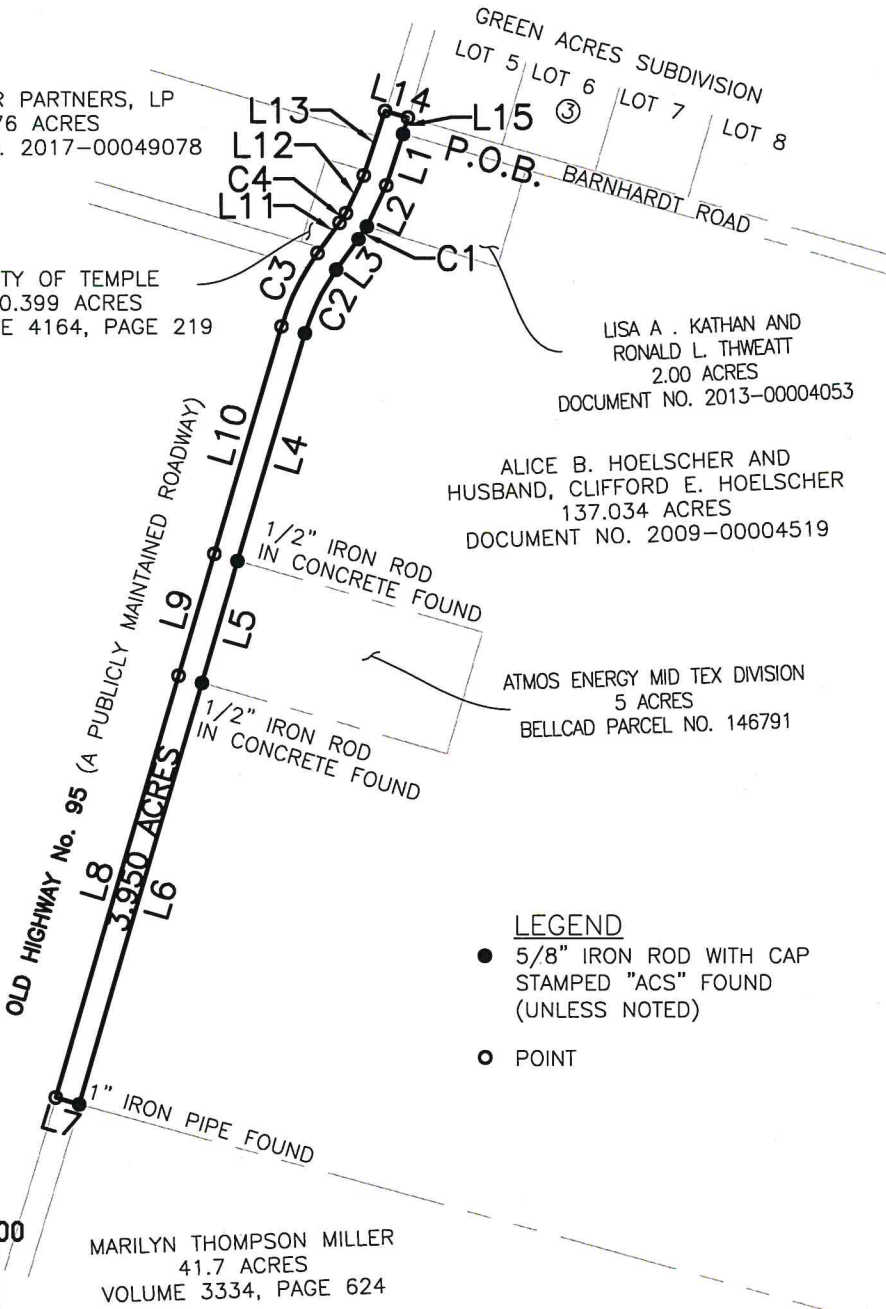 GREEN ACRES SUBDIVISION
LOT 5
LOT 6
③
LOT 7
LOT 8
PARTNERS, LP
76 ACRES
2017-00049078
L13
L14
L15
L12
C4
L11
L1
P.O.B.
BARNHARDT ROAD
L2
C1
C3
L3
C2
TY OF TEMPLE
0.399 ACRES
E 4164, PAGE 219
LISA A . KATHAN AND
RONALD L. THWEATT
2.00 ACRES
DOCUMENT NO. 2013-00004053
L10
L4
ALICE B. HOELSCHER AND
HUSBAND, CLIFFORD E. HOELSCHER
137.034 ACRES
DOCUMENT NO. 2009-00004519
1/2" IRON ROD
IN CONCRETE FOUND
L9
L5
ATMOS ENERGY MID TEX DIVISION
5 ACRES
BELLCAD PARCEL NO. 146791
1/2" IRON ROD
IN CONCRETE FOUND
OLD HIGHWAY No. 95 (A PUBLICLY MAINTAINED ROADWAY)
L8
3.950 ACRES
L6
LEGEND
5/8" IRON ROD WITH CAP
STAMPED "ACS" FOUND
(UNLESS NOTED)
POINT
L7
1" IRON PIPE FOUND
00
MARILYN THOMPSON MILLER
41.7 ACRES
VOLUME 3334, PAGE 624